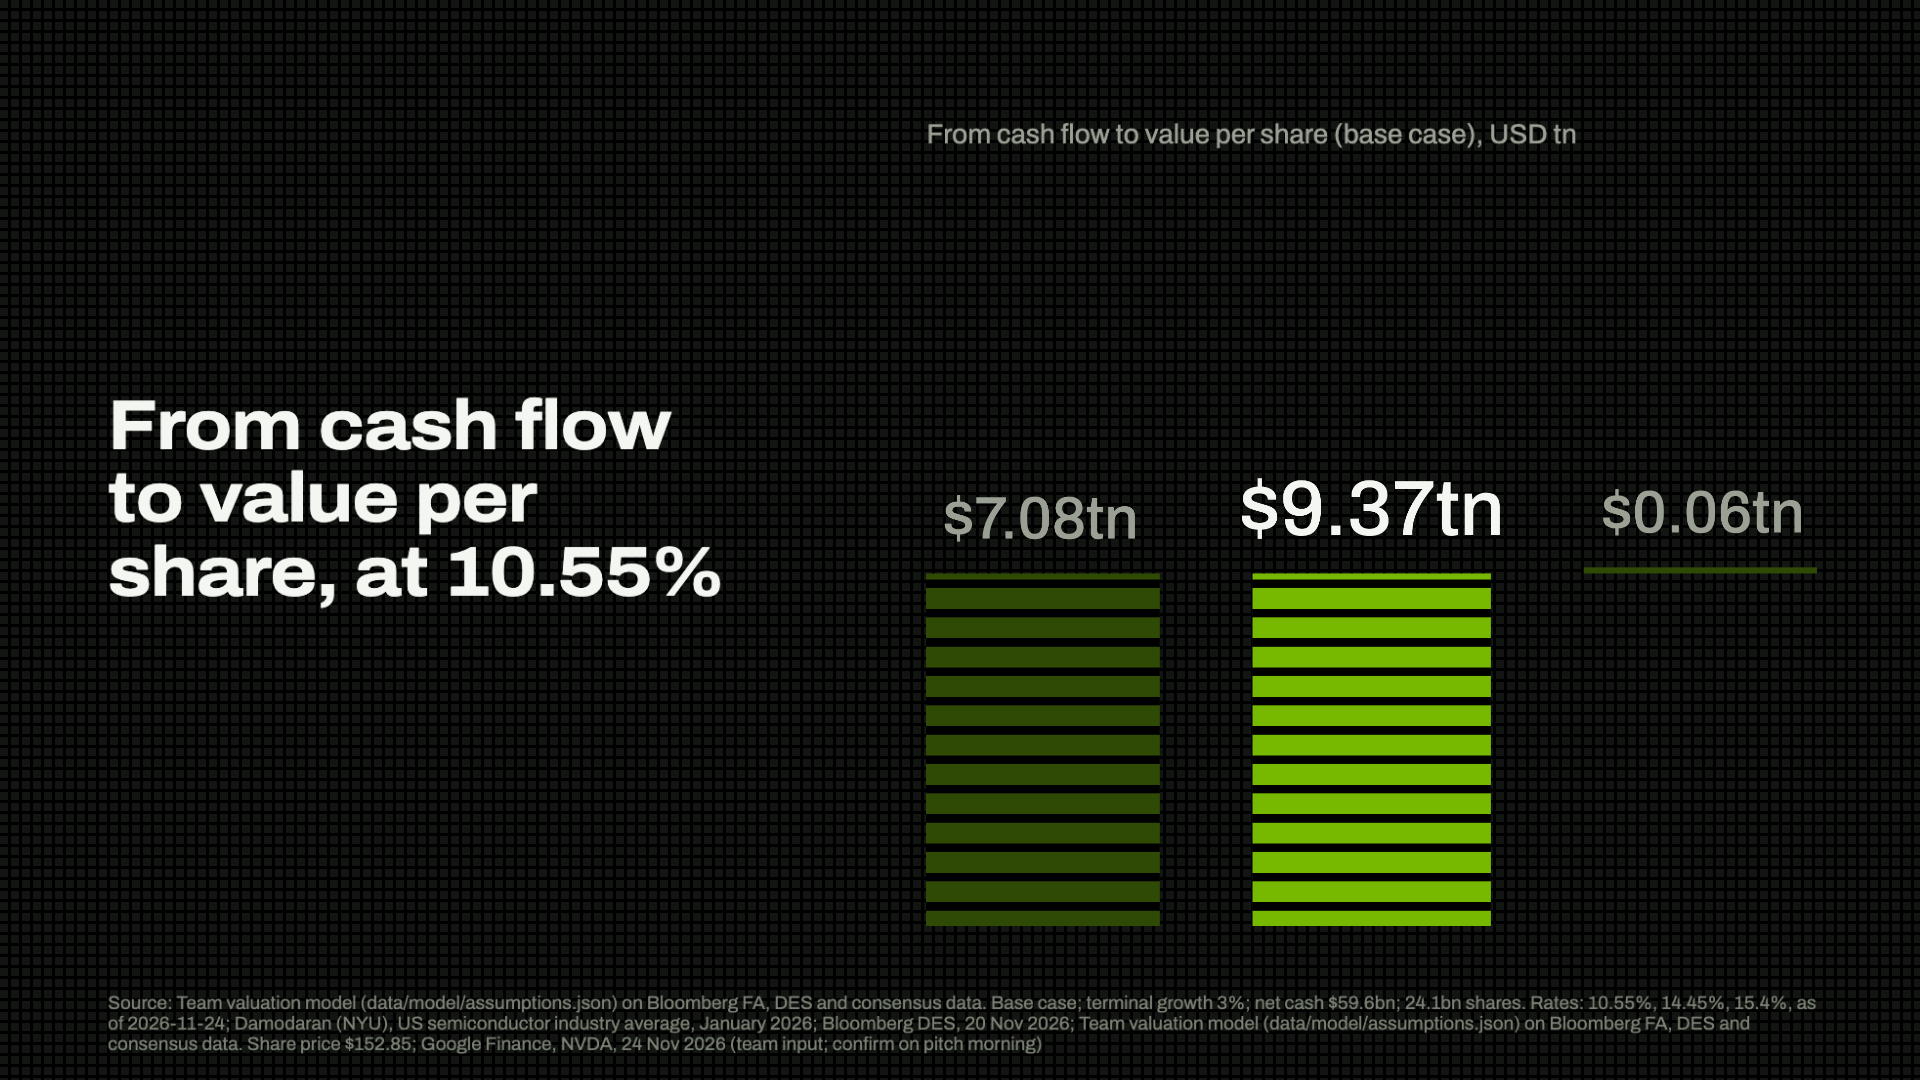 From cash flow to value per share (base case), USD tn
From cash flow
to value per
share, at 10.55%
$7.08tn
$9.37tn
$0.06tn
Source: Team valuation model (data/model/assumptions.json) on Bloomberg FA, DES and consensus data. Base case; terminal growth 3%; net cash $59.6bn; 24.1bn shares. Rates: 10.55%, 14.45%, 15.4%, as
of 2026-11-24; Damodaran (NYU), US semiconductor industry average, January 2026; Bloomberg DES, 20 Nov 2026; Team valuation model (data/model/assumptions.json) on Bloomberg FA, DES and
consensus data. Share price $152.85; Google Finance, NVDA, 24 Nov 2026 (team input; confirm on pitch morning)